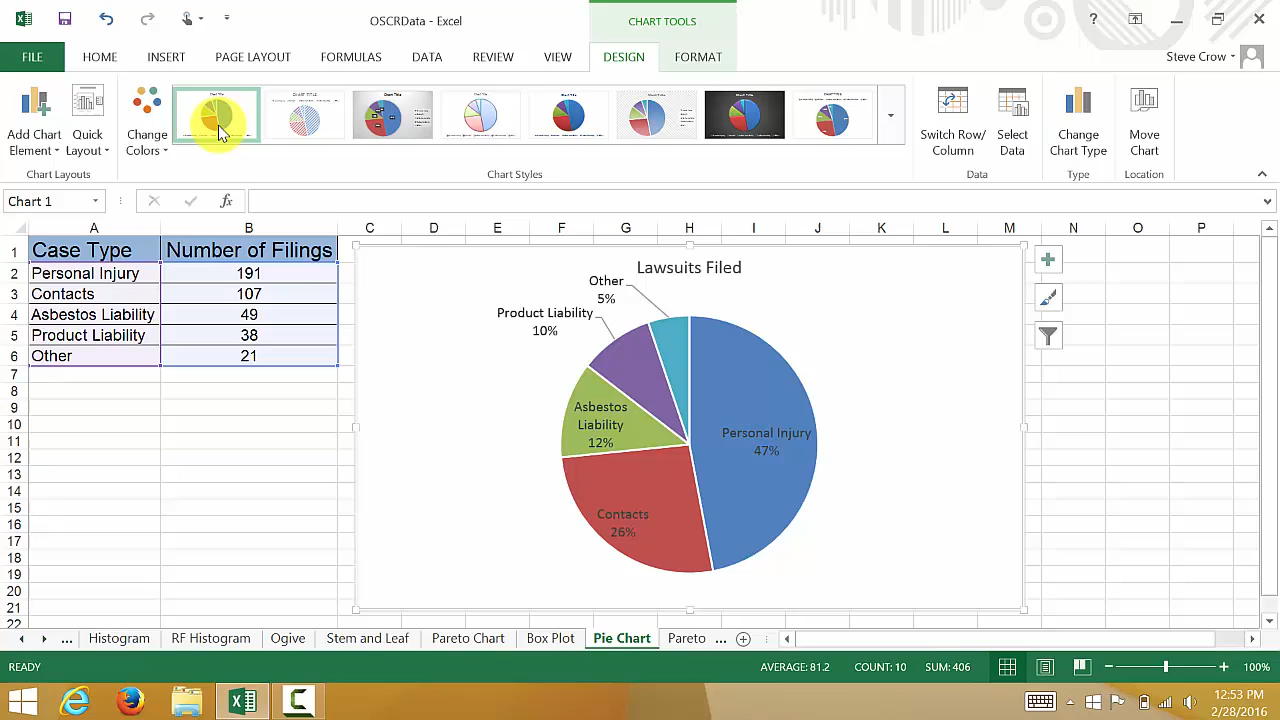 OSCRData - Excel
CHART TOOLS
?
FILE
HOME
INSERT
PAGE LAYOUT
FORMULAS
DATA
REVIEW
VIEW
DESIGN
FORMAT
Steve Crow
Add Chart
Element
Quick
Layout
Change
Colors
Switch Row/
Column
Select
Data
Change
Chart Type
Move
Chart
Chart Layouts
Chart Styles
Data
Type
Location
Chart 1
fx
A B C D E F G H I J K L M N O P
1 Case Type Number of Filings
2 Personal Injury 191
3 Contacts 107
4 Asbestos Liability 49
5 Product Liability 38
6 Other 21
7
8
9
10
11
12
13
14
15
16
17
18
19
20
21
22
Lawsuits Filed
Other
5%
Product Liability
10%
Asbestos
Liability
12%
Personal Injury
47%
Contacts
26%
... Histogram RF Histogram Ogive Stem and Leaf Pareto Chart Box Plot Pie Chart Pareto ...
READY
AVERAGE: 81.2 COUNT: 10 SUM: 406
100%
12:53 PM
2/28/2016